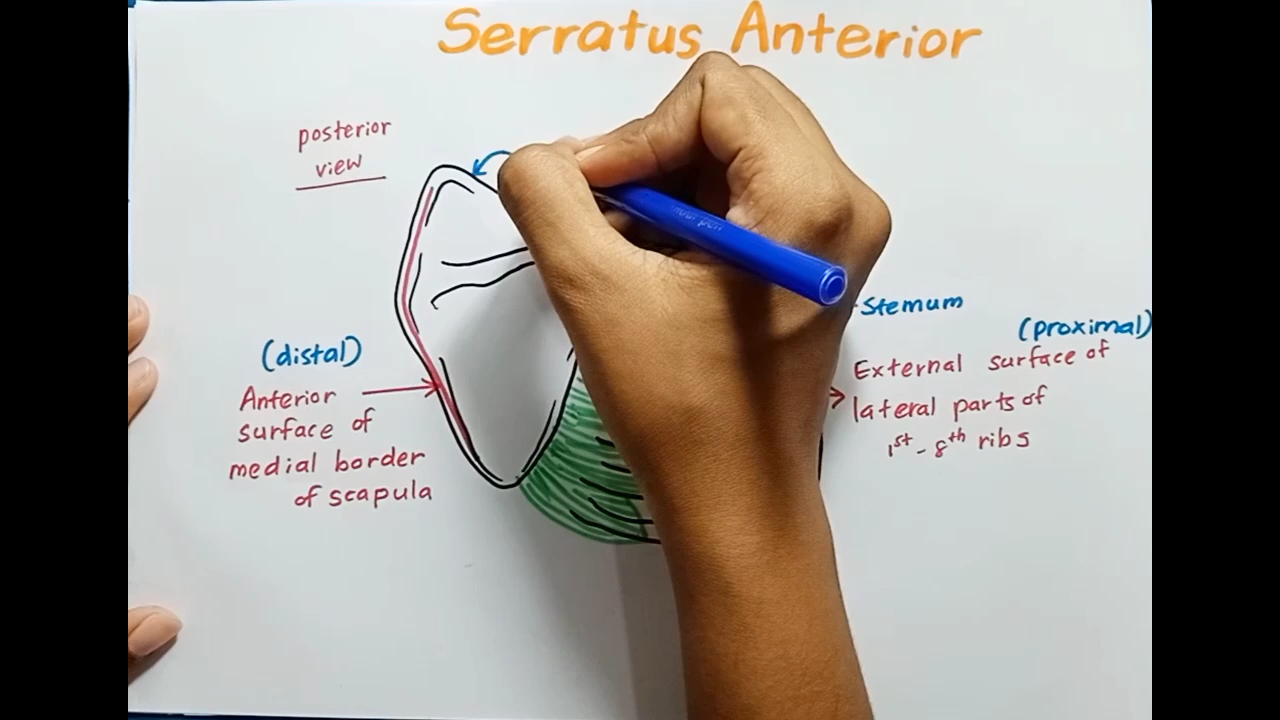 Serratus Anterior
posterior
view
Sternum
(proximal)
External surface of
lateral parts of
1st - 8th ribs
(distal)
Anterior
surface of
medial border
of scapula